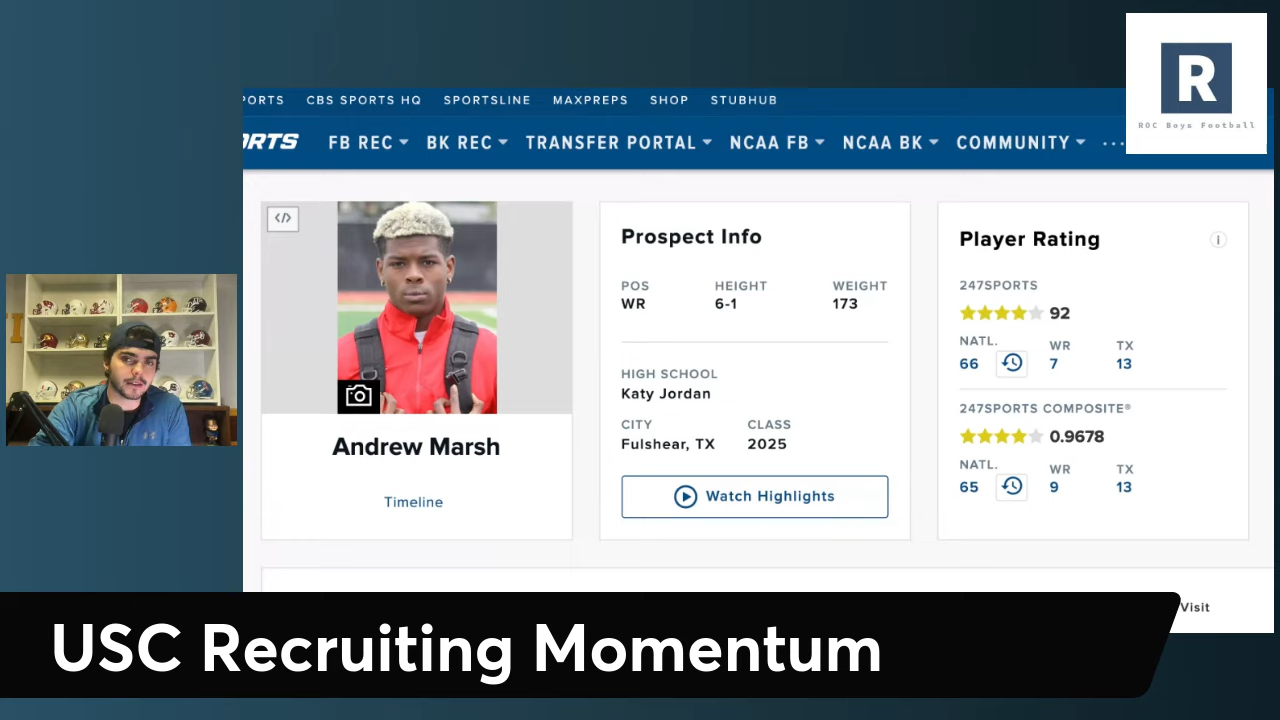 PORTS CBS SPORTS HQ SPORTSLINE MAXPREPS SHOP STUBHUB
R
ROC Boys Football
ORTS FB REC BK REC TRANSFER PORTAL NCAA FB NCAA BK COMMUNITY ...
</>
Andrew Marsh
Timeline
Prospect Info
POS HEIGHT WEIGHT
WR 6-1 173
HIGH SCHOOL
Katy Jordan
CITY CLASS
Fulshear, TX 2025
Watch Highlights
Player Rating
i
247SPORTS
92
NATL. WR TX
66 7 13
247SPORTS COMPOSITE®
0.9678
NATL. WR TX
65 9 13
Visit
USC Recruiting Momentum